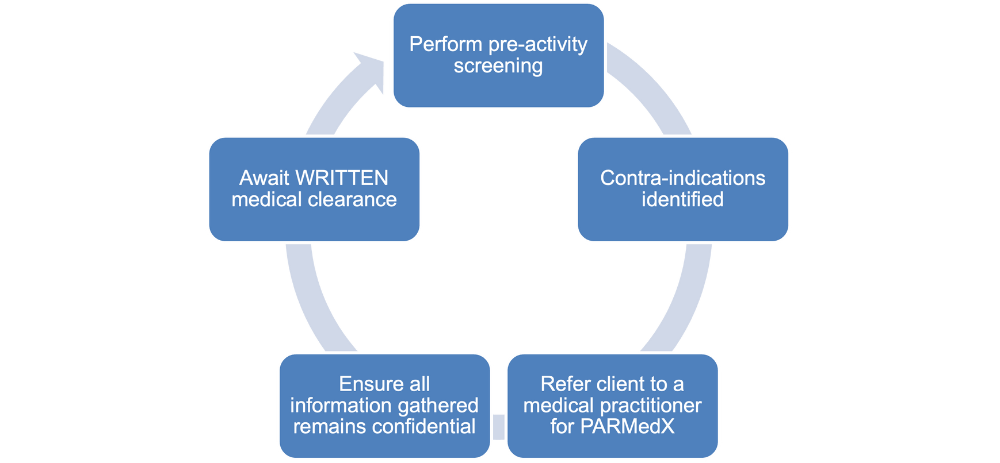 Perform pre-activity
screening
Contra-indications
identified
Refer client to a
medical practitioner
for PARMedX
Ensure all
information gathered
remains confidential
Await WRITTEN
medical clearance